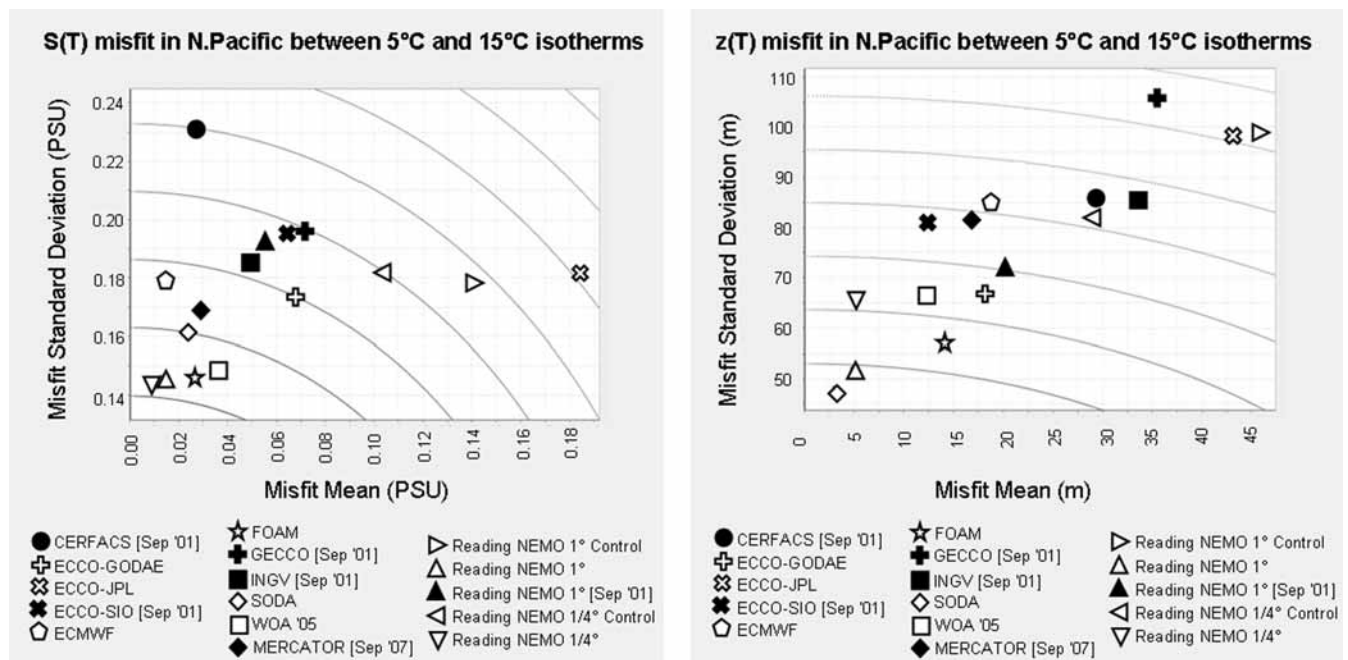 S(T) misfit in N.Pacific between 5°C and 15°C isotherms
Misfit Standard Deviation (PSU)
0.24
0.22
0.20
0.18
0.16
0.14
0.00
0.02
0.04
0.06
0.08
0.10
0.12
0.14
0.16
0.18
Misfit Mean (PSU)
CERFACS [Sep '01]
ECCO-GODAE
ECCO-JPL
ECCO-SIO [Sep '01]
ECMWF
FOAM
GECCO [Sep '01]
INGV [Sep '01]
SODA
WOA '05
MERCATOR [Sep '07]
Reading NEMO 1° Control
Reading NEMO 1°
Reading NEMO 1° [Sep '01]
Reading NEMO 1/4° Control
Reading NEMO 1/4°
z(T) misfit in N.Pacific between 5°C and 15°C isotherms
Misfit Standard Deviation (m)
110
100
90
80
70
60
50
0
5
10
15
20
25
30
35
40
45
Misfit Mean (m)
CERFACS [Sep '01]
ECCO-GODAE
ECCO-JPL
ECCO-SIO [Sep '01]
ECMWF
FOAM
GECCO [Sep '01]
INGV [Sep '01]
SODA
WOA '05
MERCATOR [Sep '07]
Reading NEMO 1° Control
Reading NEMO 1°
Reading NEMO 1° [Sep '01]
Reading NEMO 1/4° Control
Reading NEMO 1/4°